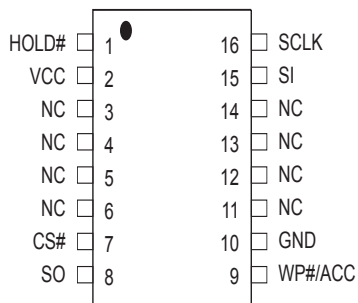 HOLD# 1 16 SCLK
VCC 2 15 SI
NC 3 14 NC
NC 4 13 NC
NC 5 12 NC
NC 6 11 NC
CS# 7 10 GND
SO 8 9 WP#/ACC